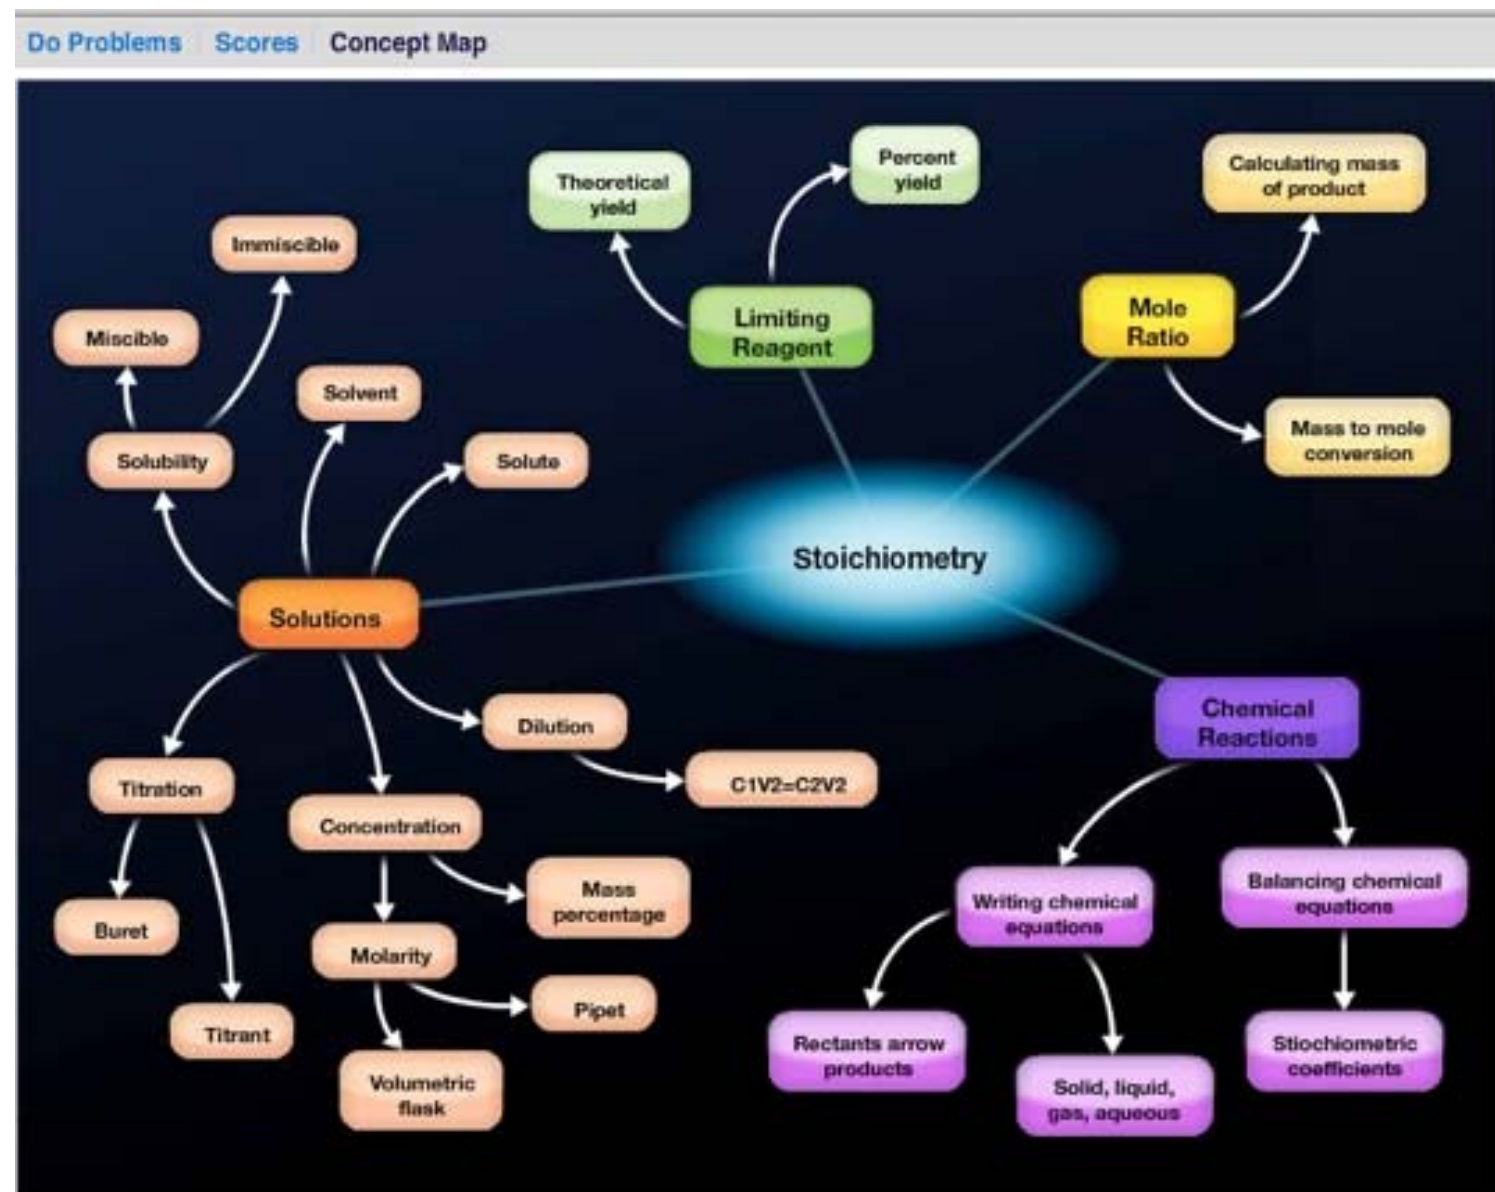 Do Problems Scores Concept Map
Theoretical
yield
Percent
yield
Calculating mass
of product
Immiscible
Miscible
Limiting
Reagent
Mole
Ratio
Solvent
Solubility
Solute
Mass to mole
conversion
Stoichiometry
Solutions
Chemical
Reactions
Dilution
C1V2=C2V2
Titration
Concentration
Mass
percentage
Writing chemical
equations
Balancing chemical
equations
Buret
Molarity
Pipet
Titrant
Volumetric
flask
Rectants arrow
products
Solid, liquid,
gas, aqueous
Stiochiometric
coefficients